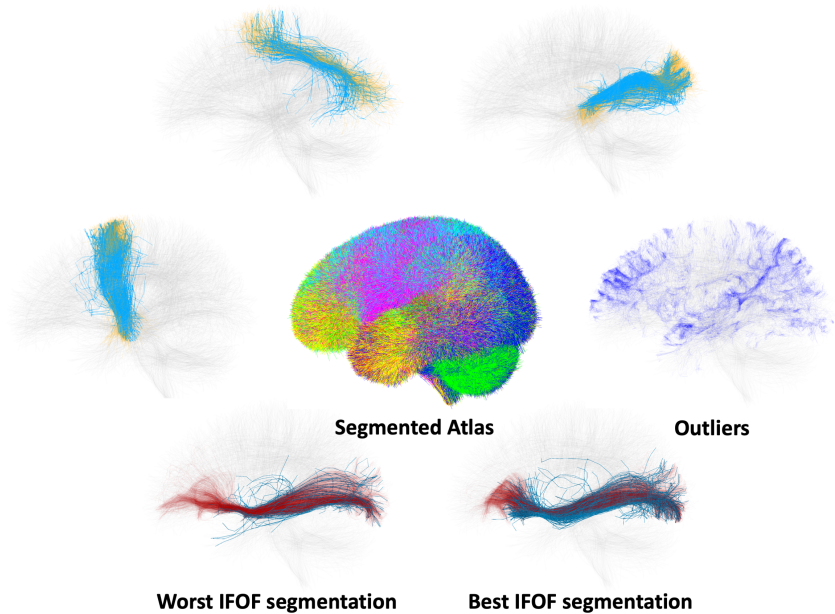 Segmented Atlas
Outliers
Worst IFOF segmentation
Best IFOF segmentation